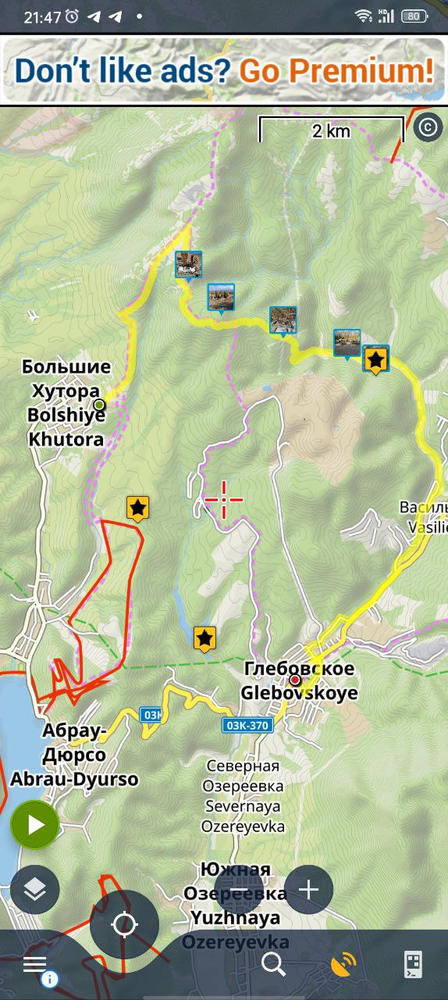 21:47
HD
80
Don't like ads? Go Premium!
2 km
C
Большие
Хутора
Bolshiye
Khutora
Василь
Vasilie
Глебовское
Glebovskoye
03К
03К-370
Абрау-
Дюрсо
Abrau-Dyurso
Северная
Озереевка
Severnaya
Ozereyevka
Южная
Озереевка
Yuzhnaya
Ozereyevka
i